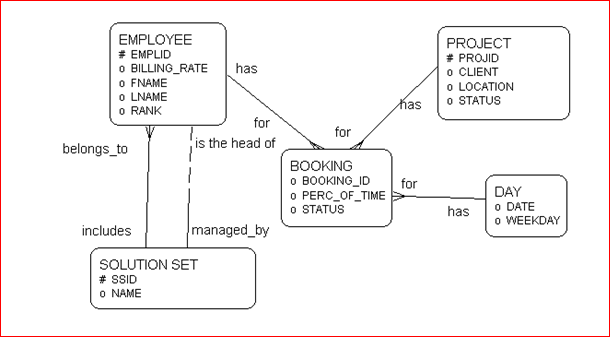 EMPLOYEE
# EMPLID
o BILLING_RATE
o FNAME
o LNAME
o RANK
has
for
belongs_to
is the head of
includes
managed_by
SOLUTION SET
# SSID
o NAME
PROJECT
# PROJID
o CLIENT
o LOCATION
o STATUS
has
for
BOOKING
o BOOKING_ID
o PERC_OF_TIME
o STATUS
for
has
DAY
o DATE
o WEEKDAY